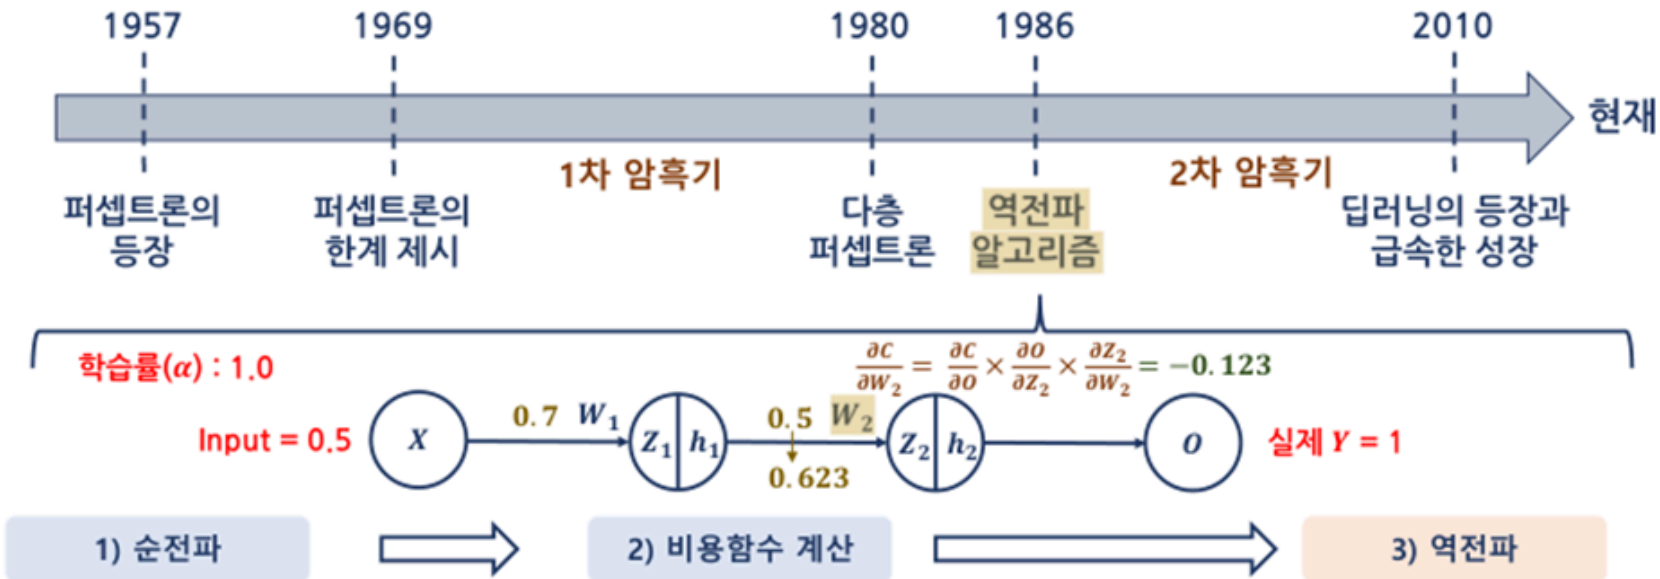 1957 1969 1980 1986 2010
현재
1차 암흑기 2차 암흑기
퍼셉트론의 퍼셉트론의 다층 역전파 딥러닝의 등장과
등장 한계 제시 퍼셉트론 알고리즘 급속한 성장
학습률(α) : 1.0
∂C/∂W₂ = ∂C/∂O × ∂O/∂Z₂ × ∂Z₂/∂W₂ = −0.123
Input = 0.5 X 0.7 W₁ Z₁ h₁ 0.5 W₂ Z₂ h₂ O 실제 Y = 1
0.623
1) 순전파 2) 비용함수 계산 3) 역전파